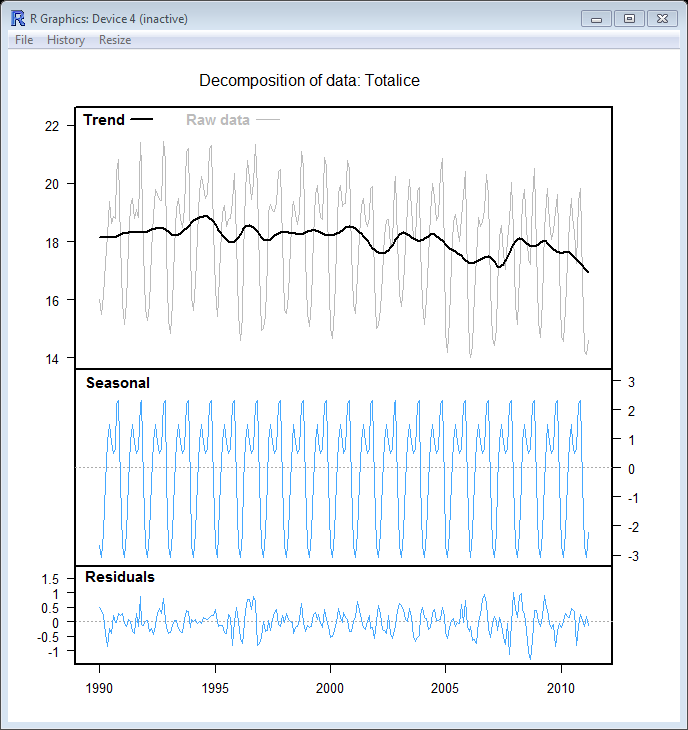 R Graphics: Device 4 (inactive)
File History Resize
Decomposition of data: Totalice
Trend Raw data
22
20
18
16
14
Seasonal
3
2
1
0
-1
-2
-3
Residuals
1.5
1
0.5
0
-0.5
-1
1990 1995 2000 2005 2010